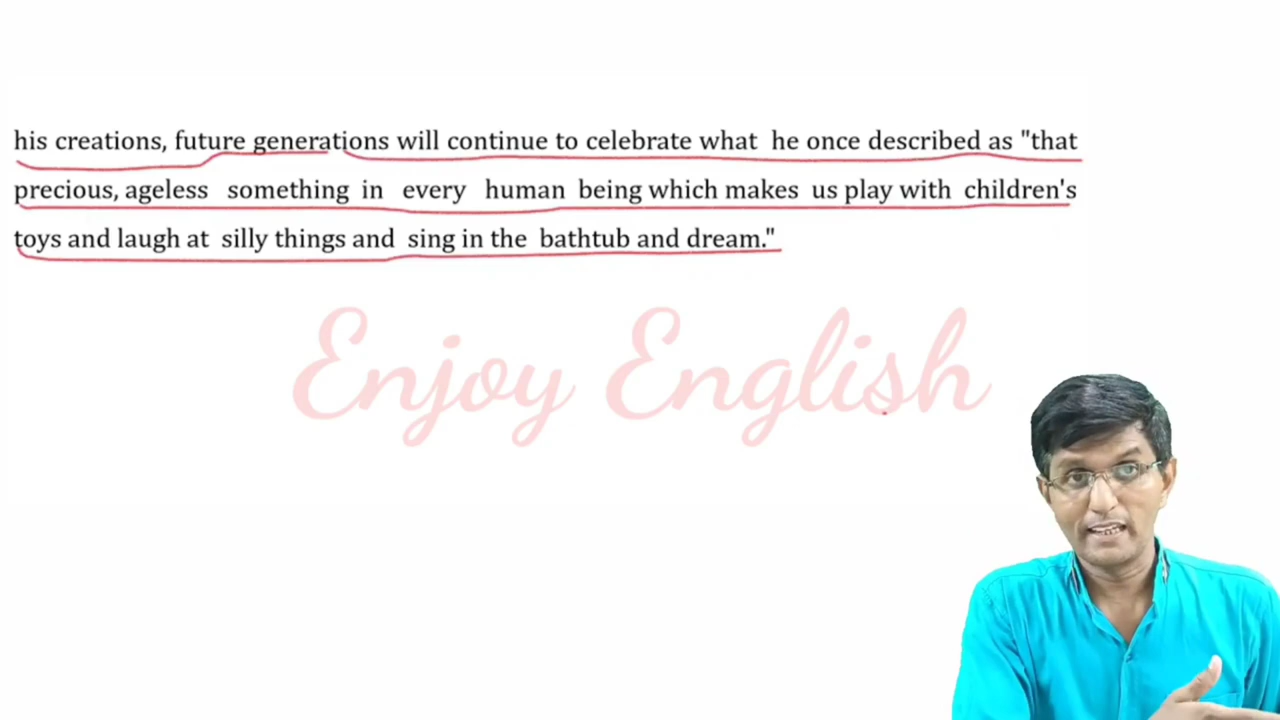 his creations, future generations will continue to celebrate what he once described as "that
precious, ageless something in every human being which makes us play with children's
toys and laugh at silly things and sing in the bathtub and dream."
Enjoy English